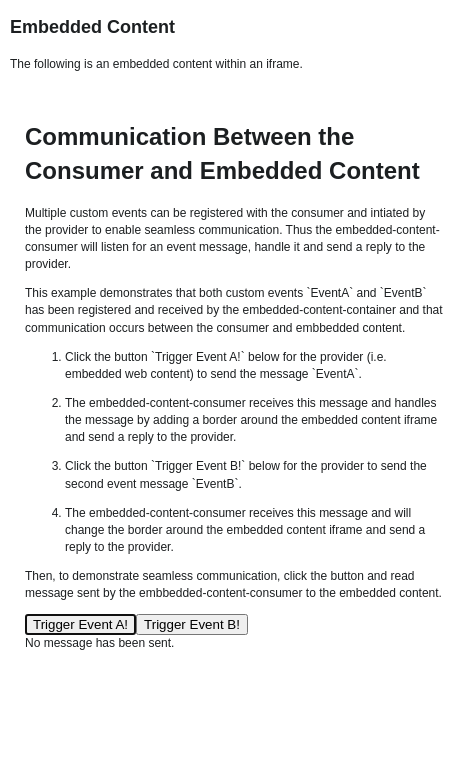 Embedded Content
The following is an embedded content within an iframe.
Communication Between the
Consumer and Embedded Content
Multiple custom events can be registered with the consumer and intiated by
the provider to enable seamless communication. Thus the embedded-content-
consumer will listen for an event message, handle it and send a reply to the
provider.
This example demonstrates that both custom events `EventA` and `EventB`
has been registered and received by the embedded-content-container and that
communication occurs between the consumer and embbedded content.
1. Click the button `Trigger Event A!` below for the provider (i.e.
embedded web content) to send the message `EventA`.
2. The embedded-content-consumer receives this message and handles
the message by adding a border around the embedded content iframe
and send a reply to the provider.
3. Click the button `Trigger Event B!` below for the provider to send the
second event message `EventB`.
4. The embedded-content-consumer receives this message and will
change the border around the embedded content iframe and send a
reply to the provider.
Then, to demonstrate seamless communication, click the button and read
message sent by the embbedded-content-consumer to the embedded content.
Trigger Event A! Trigger Event B!
No message has been sent.